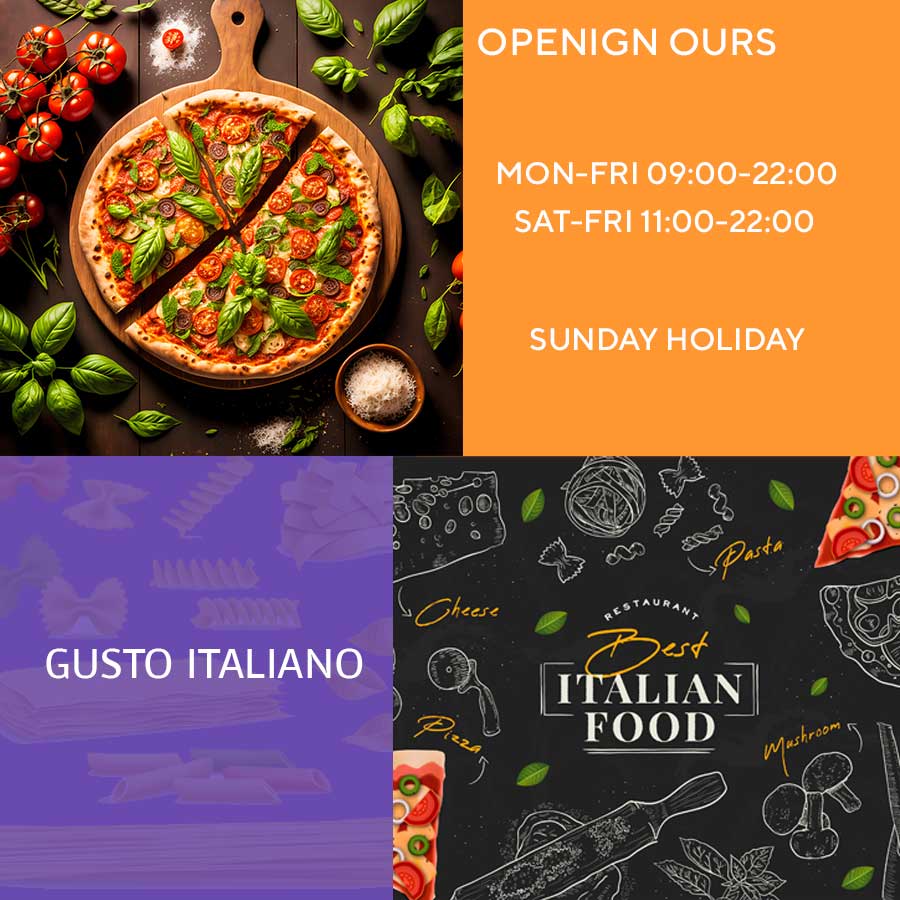 OPENIGN OURS
MON-FRI 09:00-22:00
SAT-FRI 11:00-22:00
SUNDAY HOLIDAY
GUSTO ITALIANO
Pasta
Cheese
RESTAURANT
Best
ITALIAN
FOOD
Pizza
Mushroom